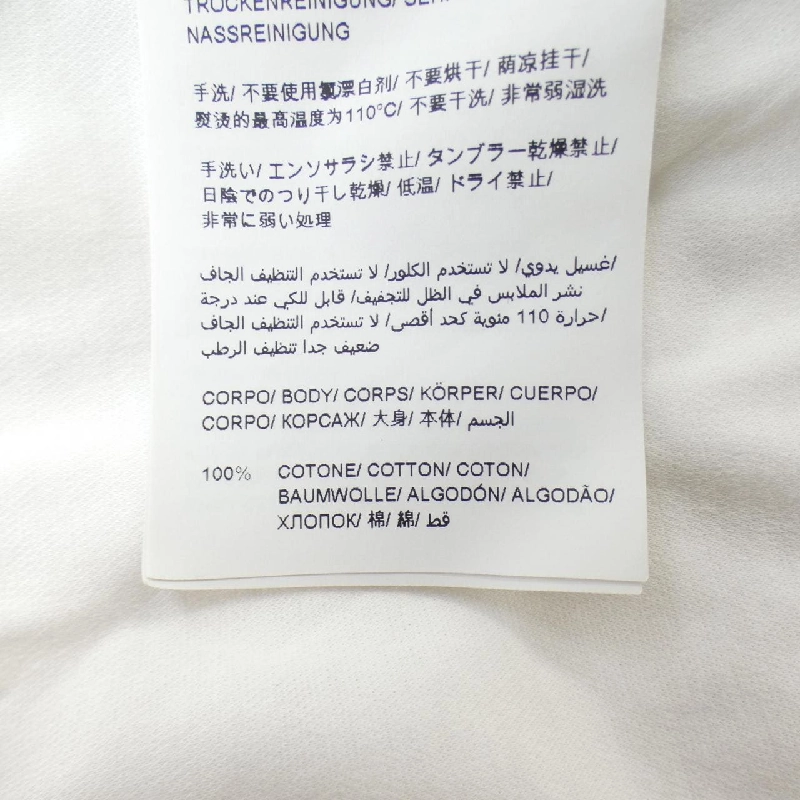 TROCKENREINIGUNG/
NASSREINIGUNG
手洗/ 不要使用氯漂白剂/ 不要烘干/ 荫凉挂干/
熨烫的最高温度为110°C/ 不要干洗/ 非常弱湿洗
手洗い/ エンソサラシ禁止/ タンブラー乾燥禁止/
日陰でのつり干し乾燥/ 低温/ ドライ禁止/
非常に弱い処理
غسيل يدوي/ لا تستخدم الكلور/ لا تستخدم التنظيف الجاف/
نشر الملابس في الظل للتجفيف/ قابل للكي عند درجة
حرارة 110 مئوية كحد أقصى/ لا تستخدم التنظيف الجاف/
ضعيف جدا تنظيف الرطب
CORPO/ BODY/ CORPS/ KÖRPER/ CUERPO/
CORPO/ КОРСАЖ/ 大身/ 本体/ الجسم
100% COTONE/ COTTON/ COTON/
BAUMWOLLE/ ALGODÓN/ ALGODÃO/
ХЛОПОК/ 棉/ 綿/ قط